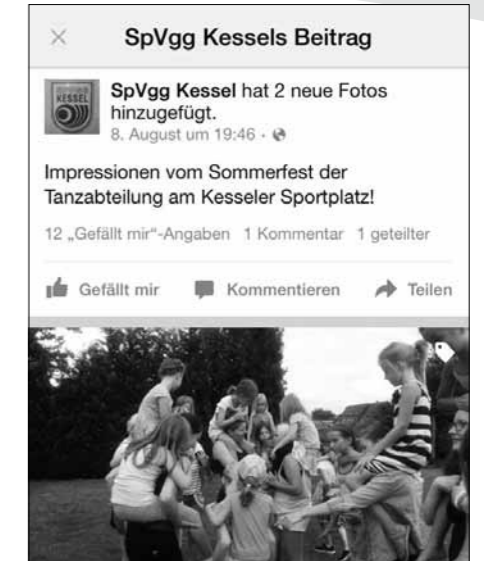 SpVgg Kessels Beitrag
KESSEL
SpVgg Kessel hat 2 neue Fotos
hinzugefügt.
8. August um 19:46 ·
Impressionen vom Sommerfest der
Tanzabteilung am Kesseler Sportplatz!
12 „Gefällt mir“-Angaben 1 Kommentar 1 geteilter
Gefällt mir Kommentieren Teilen